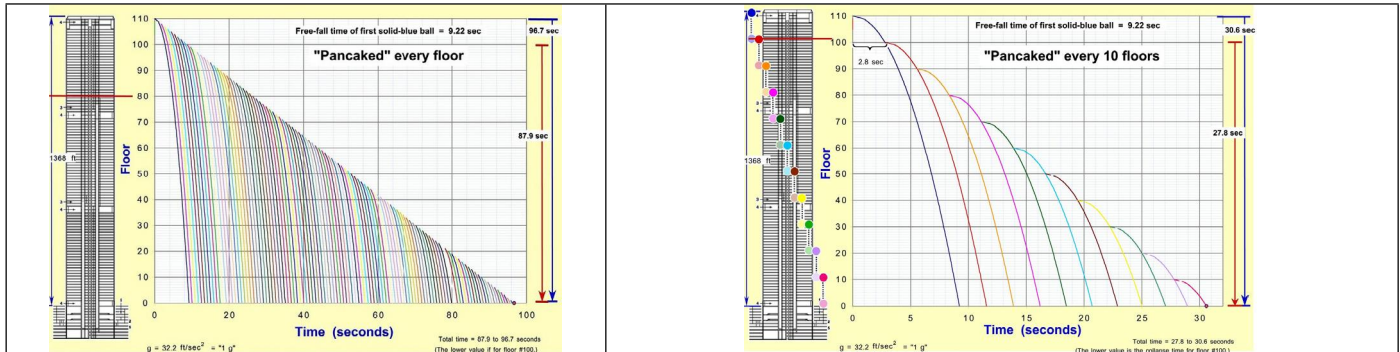 110
Free-fall time of first solid-blue ball = 9.22 sec
96.7 sec
100
"Pancaked" every floor
90
80
70
87.9 sec
60
1368 ft
Floor
50
40
30
20
10
0
0
20
40
60
80
100
Time (seconds)
g = 32.2 ft/sec² = "1 g"
Total time = 87.9 to 96.7 seconds
(The lower value if for floor #100.)
110
Free-fall time of first solid-blue ball = 9.22 sec
30.6 sec
100
2.8 sec
"Pancaked" every 10 floors
90
80
70
27.8 sec
60
1368 ft
Floor
50
40
30
20
10
0
0
5
10
15
20
25
30
Time (seconds)
g = 32.2 ft/sec² = "1 g"
Total time = 27.8 to 30.6 seconds
(The lower value is the collapse time for floor #100.)